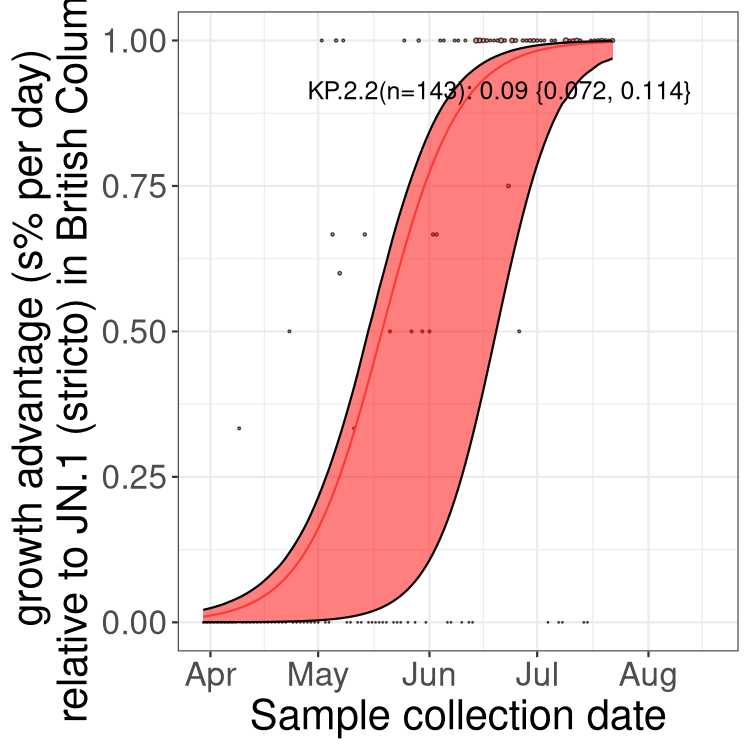 growth advantage (s% per day)
relative to JN.1 (stricto) in British Colum
1.00
0.75
0.50
0.25
0.00
KP.2.2(n=143): 0.09 {0.072, 0.114}
Apr May Jun Jul Aug
Sample collection date